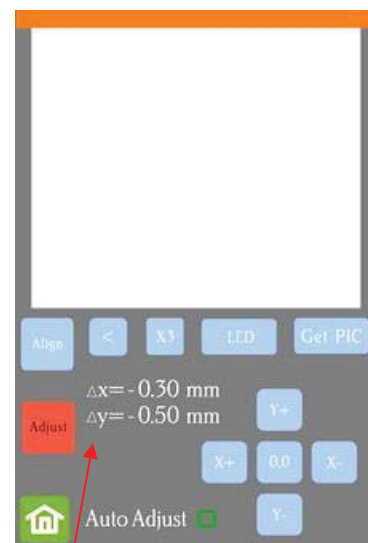 Align < X3 LED Get PIC
△x=-0.30 mm
△y=-0.50 mm
Adjust
Y+
X+ 0.0 X-
Auto Adjust
Y-